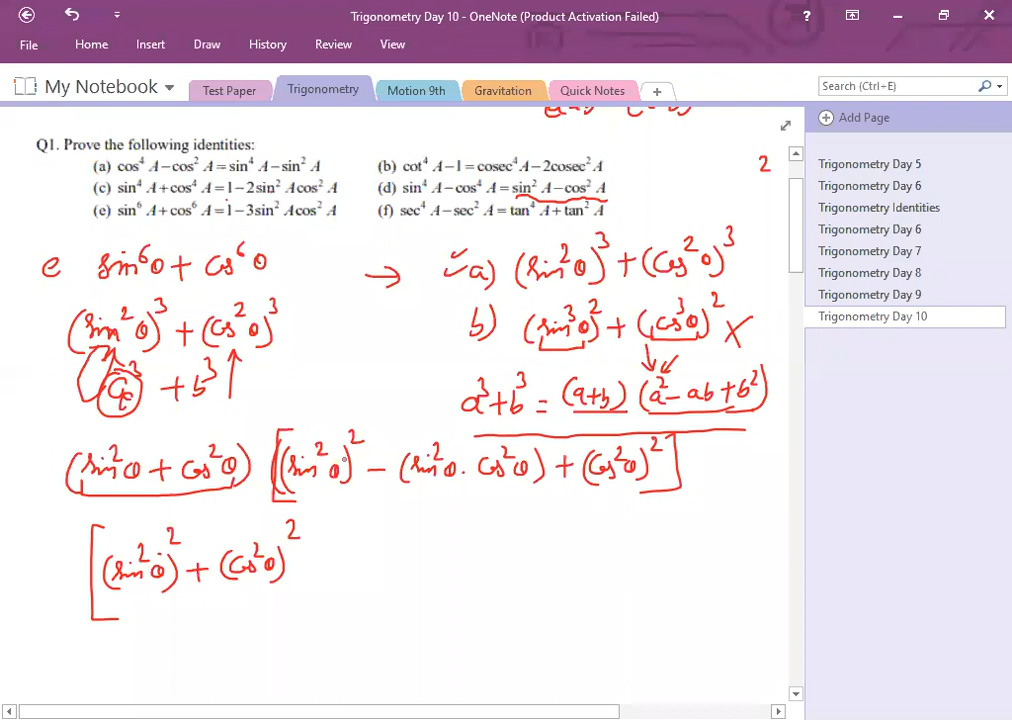 Trigonometry Day 10 - OneNote (Product Activation Failed)
File Home Insert Draw History Review View
My Notebook Test Paper Trigonometry Motion 9th Gravitation Quick Notes + Search (Ctrl+E)
Add Page
Trigonometry Day 5
Trigonometry Day 6
Trigonometry Identities
Trigonometry Day 6
Trigonometry Day 7
Trigonometry Day 8
Trigonometry Day 9
Trigonometry Day 10
Q1. Prove the following identities:
2
(a) cos⁴ A−cos² A=sin⁴ A−sin² A (b) cot⁴ A−1=cosec⁴ A−2cosec² A
(c) sin⁴ A+cos⁴ A=1−2sin² Acos² A (d) sin⁴ A−cos⁴ A=sin² A−cos² A
(e) sin⁶ A+cos⁶ A=1−3sin² Acos² A (f) sec⁴ A−sec² A=tan⁴ A+tan² A
e sin⁶θ + cos⁶θ → ✓a) (sin²θ)³ + (cos²θ)³
(sin²θ)³ + (cos²θ)³ b) (sin³θ)² + (cos³θ)² ✗
+ b³ a³+b³ = (a+b) (a² − ab + b²)
(sin²θ + cos²θ) [(sin²θ)² − (sin²θ . cos²θ) + (cos²θ)²]
[(sin²θ)² + (cos²θ)²